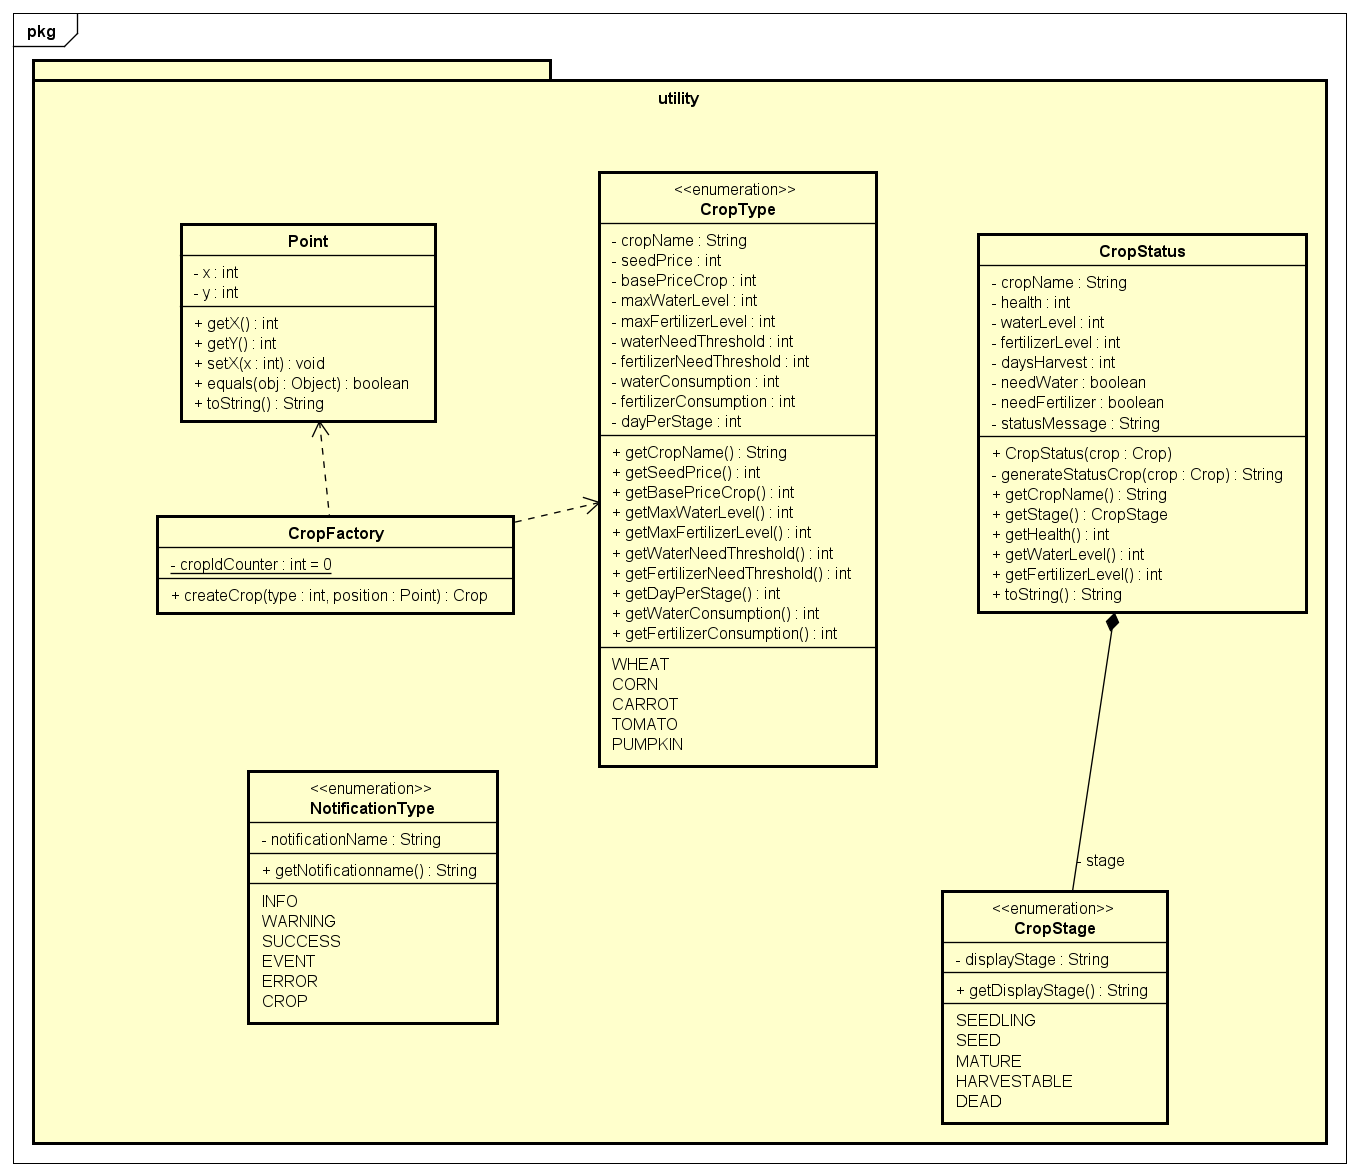 pkg
utility
Point
- x : int
- y : int
+ getX() : int
+ getY() : int
+ setX(x : int) : void
+ equals(obj : Object) : boolean
+ toString() : String
CropFactory
- cropIdCounter : int = 0
+ createCrop(type : int, position : Point) : Crop
<<enumeration>>
CropType
- cropName : String
- seedPrice : int
- basePriceCrop : int
- maxWaterLevel : int
- maxFertilizerLevel : int
- waterNeedThreshold : int
- fertilizerNeedThreshold : int
- waterConsumption : int
- fertilizerConsumption : int
- dayPerStage : int
+ getCropName() : String
+ getSeedPrice() : int
+ getBasePriceCrop() : int
+ getMaxWaterLevel() : int
+ getMaxFertilizerLevel() : int
+ getWaterNeedThreshold() : int
+ getFertilizerNeedThreshold() : int
+ getDayPerStage() : int
+ getWaterConsumption() : int
+ getFertilizerConsumption() : int
WHEAT
CORN
CARROT
TOMATO
PUMPKIN
CropStatus
- cropName : String
- health : int
- waterLevel : int
- fertilizerLevel : int
- daysHarvest : int
- needWater : boolean
- needFertilizer : boolean
- statusMessage : String
+ CropStatus(crop : Crop)
- generateStatusCrop(crop : Crop) : String
+ getCropName() : String
+ getStage() : CropStage
+ getHealth() : int
+ getWaterLevel() : int
+ getFertilizerLevel() : int
+ toString() : String
<<enumeration>>
NotificationType
- notificationName : String
+ getNotificationname() : String
INFO
WARNING
SUCCESS
EVENT
ERROR
CROP
- stage
<<enumeration>>
CropStage
- displayStage : String
+ getDisplayStage() : String
SEEDLING
SEED
MATURE
HARVESTABLE
DEAD